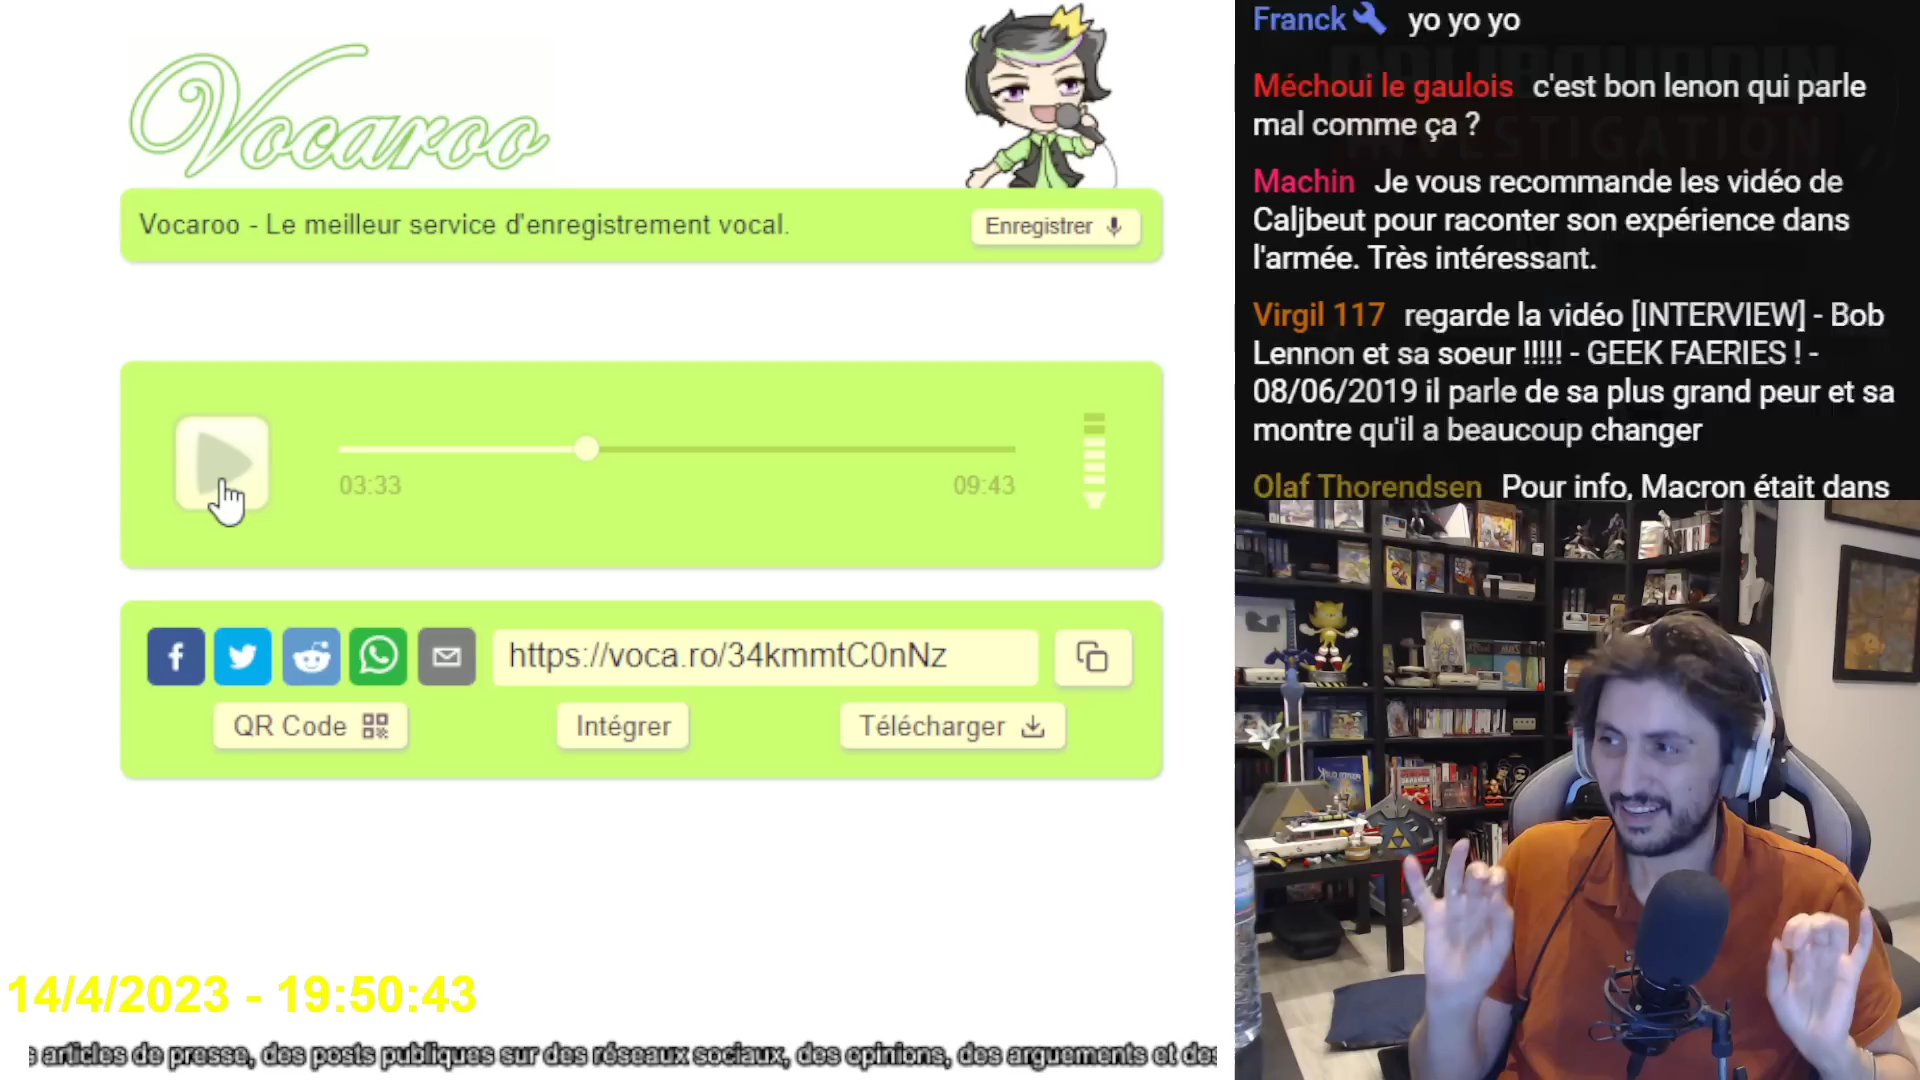 Vocaroo
Vocaroo - Le meilleur service d'enregistrement vocal.
Enregistrer
03:33
09:43
https://voca.ro/34kmmtC0nNz
QR Code
Intégrer
Télécharger
14/4/2023 - 19:50:43
articles de presse, des posts publiques sur des réseaux sociaux, des opinions, des arguements et des
Franck yo yo yo
Méchoui le gaulois c'est bon lenon qui parle
mal comme ça ?
Machin Je vous recommande les vidéo de
Caljbeut pour raconter son expérience dans
l'armée. Très intéressant.
Virgil 117 regarde la vidéo [INTERVIEW] - Bob
Lennon et sa soeur !!!!! - GEEK FAERIES ! -
08/06/2019 il parle de sa plus grand peur et sa
montre qu'il a beaucoup changer
Olaf Thorendsen Pour info, Macron était dans